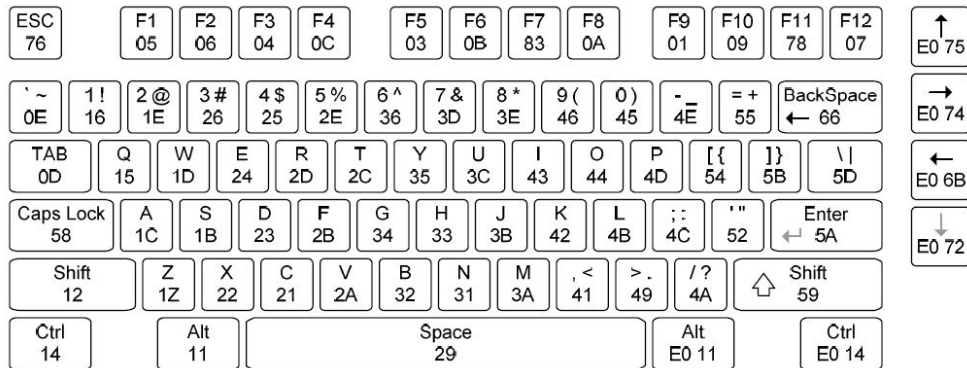 ESC F1 F2 F3 F4 F5 F6 F7 F8 F9 F10 F11 F12 ↑
76 05 06 04 0C 03 0B 83 0A 01 09 78 07 E0 75
` ~ 1 ! 2 @ 3 # 4 $ 5 % 6 ^ 7 & 8 * 9 ( 0 ) - _ = + BackSpace →
0E 16 1E 26 25 2E 36 3D 3E 46 45 4E 55 ← 66 E0 74
TAB Q W E R T Y U I O P [ { ] } \ | ←
0D 15 1D 24 2D 2C 35 3C 43 44 4D 54 5B 5D E0 6B
Caps Lock A S D F G H J K L ; : ' " Enter ↓
58 1C 1B 23 2B 34 33 3B 42 4B 4C 52 ↵ 5A E0 72
Shift Z X C V B N M , < > . / ? ⇧ Shift
12 1Z 22 21 2A 32 31 3A 41 49 4A 59
Ctrl Alt Space Alt Ctrl
14 11 29 E0 11 E0 14